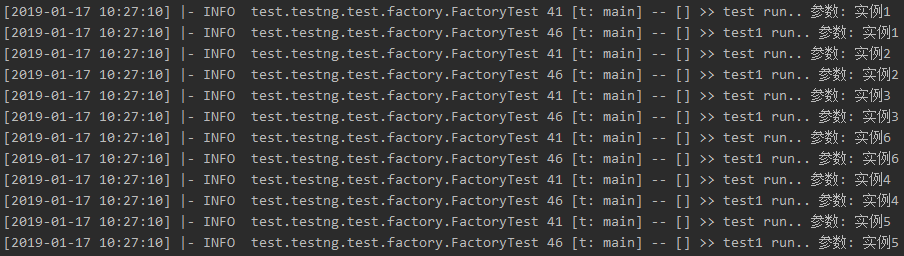 [2019-01-17 10:27:10] |- INFO  test.testng.test.factory.FactoryTest 41 [t: main] -- [] >> test run.. 参数: 实例1
[2019-01-17 10:27:10] |- INFO  test.testng.test.factory.FactoryTest 46 [t: main] -- [] >> test1 run.. 参数: 实例1
[2019-01-17 10:27:10] |- INFO  test.testng.test.factory.FactoryTest 41 [t: main] -- [] >> test run.. 参数: 实例2
[2019-01-17 10:27:10] |- INFO  test.testng.test.factory.FactoryTest 46 [t: main] -- [] >> test1 run.. 参数: 实例2
[2019-01-17 10:27:10] |- INFO  test.testng.test.factory.FactoryTest 41 [t: main] -- [] >> test run.. 参数: 实例3
[2019-01-17 10:27:10] |- INFO  test.testng.test.factory.FactoryTest 46 [t: main] -- [] >> test1 run.. 参数: 实例3
[2019-01-17 10:27:10] |- INFO  test.testng.test.factory.FactoryTest 41 [t: main] -- [] >> test run.. 参数: 实例6
[2019-01-17 10:27:10] |- INFO  test.testng.test.factory.FactoryTest 46 [t: main] -- [] >> test1 run.. 参数: 实例6
[2019-01-17 10:27:10] |- INFO  test.testng.test.factory.FactoryTest 41 [t: main] -- [] >> test run.. 参数: 实例4
[2019-01-17 10:27:10] |- INFO  test.testng.test.factory.FactoryTest 46 [t: main] -- [] >> test1 run.. 参数: 实例4
[2019-01-17 10:27:10] |- INFO  test.testng.test.factory.FactoryTest 41 [t: main] -- [] >> test run.. 参数: 实例5
[2019-01-17 10:27:10] |- INFO  test.testng.test.factory.FactoryTest 46 [t: main] -- [] >> test1 run.. 参数: 实例5